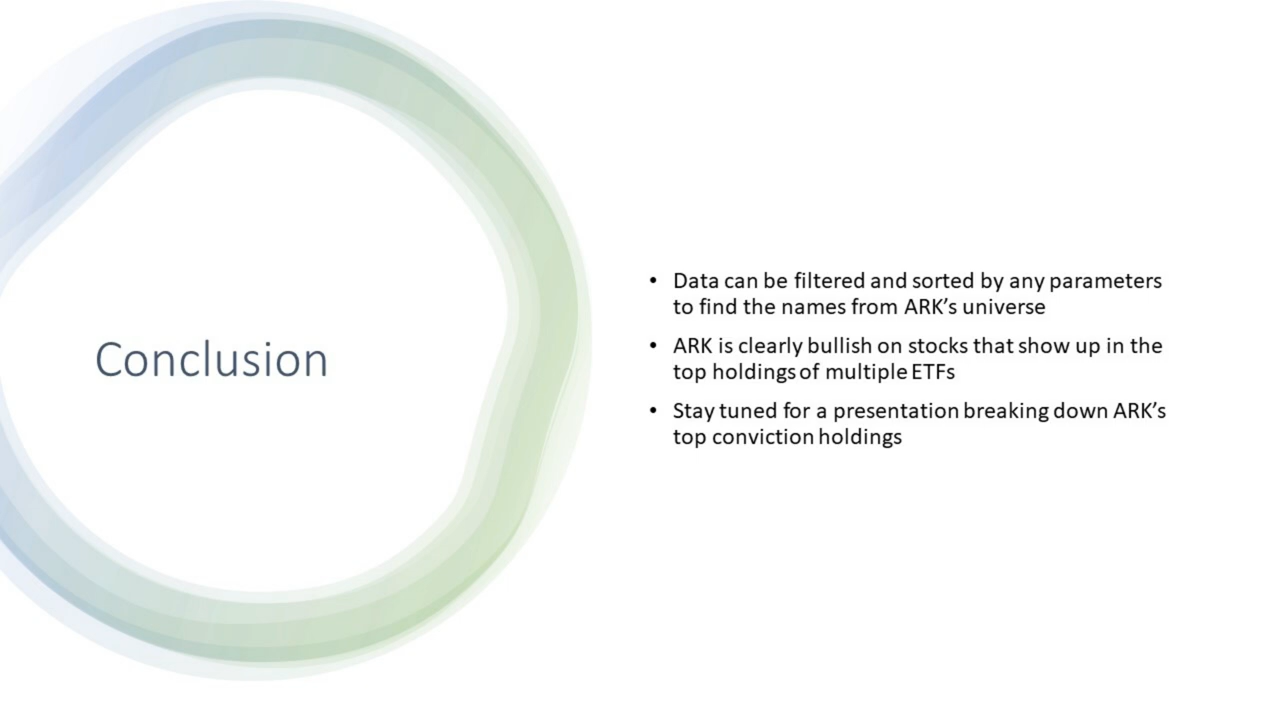 Conclusion
• Data can be filtered and sorted by any parameters
to find the names from ARK’s universe
• ARK is clearly bullish on stocks that show up in the
top holdings of multiple ETFs
• Stay tuned for a presentation breaking down ARK’s
top conviction holdings